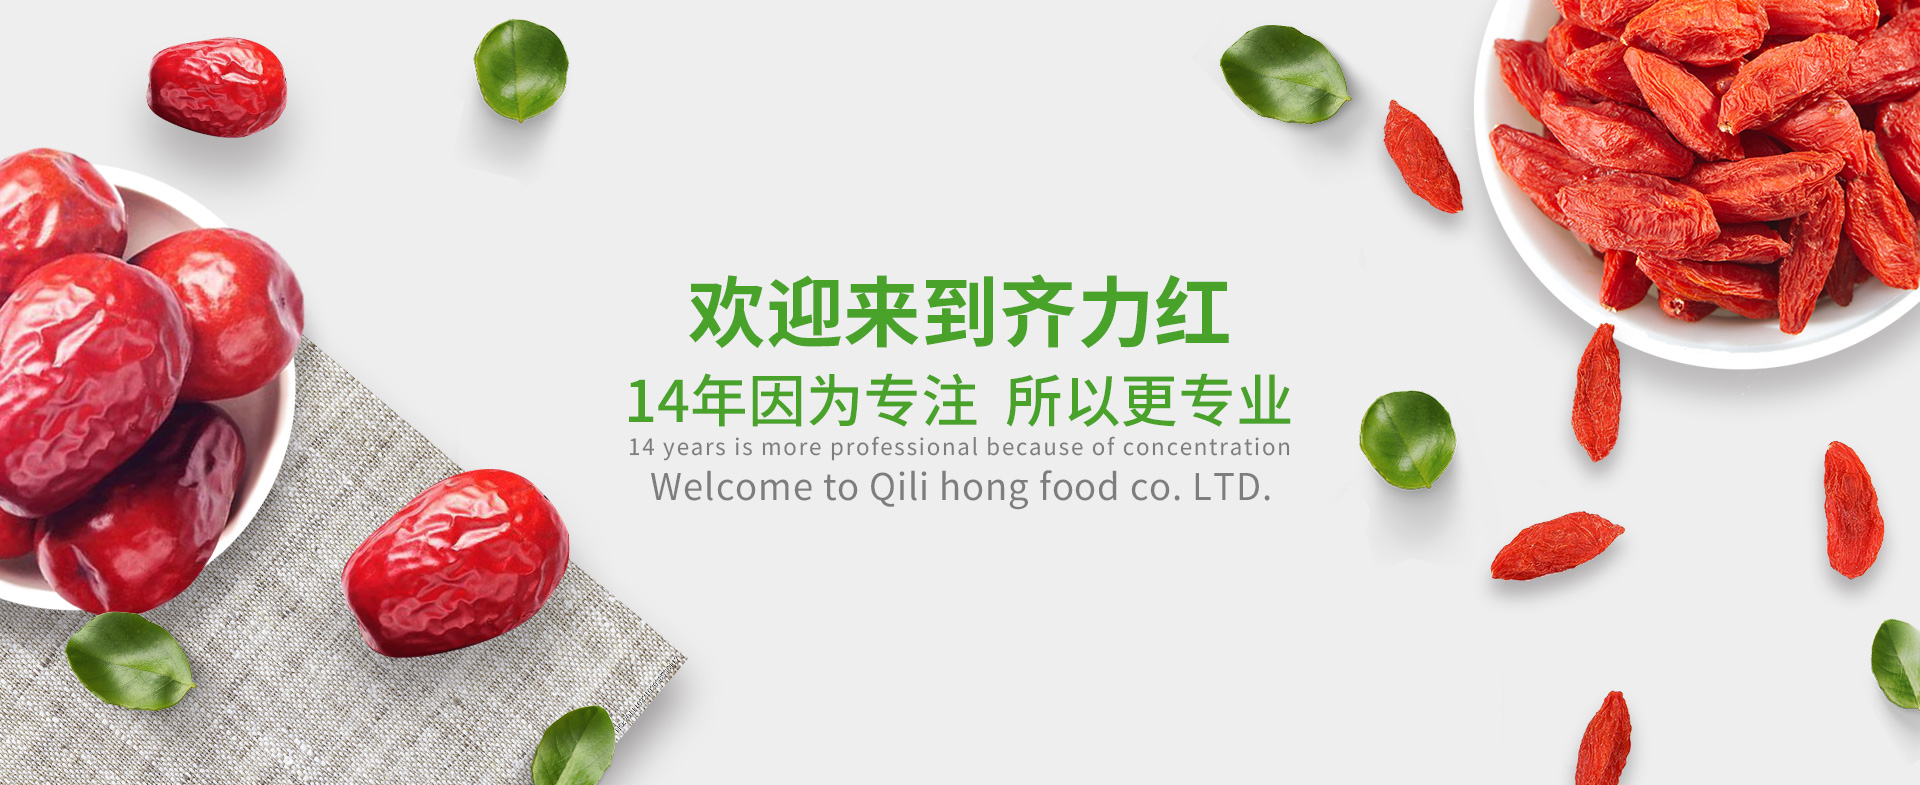 欢迎来到齐力红
14年因为专注 所以更专业
14 years is more professional because of concentration
Welcome to Qili hong food co. LTD.